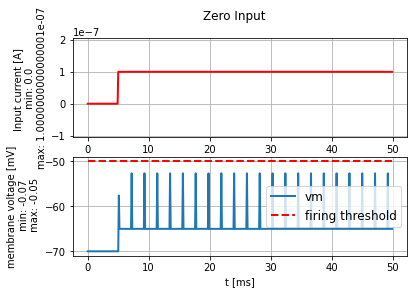 Zero Input
1e−7
Input current [A]
min: 0.0
max: 1.0000000000000001e-07
2
1
0
−1
0
10
20
30
40
50
membrane voltage [mV]
min: -0.07
max: -0.05
−50
−60
−70
vm
firing threshold
0
10
20
30
40
50
t [ms]